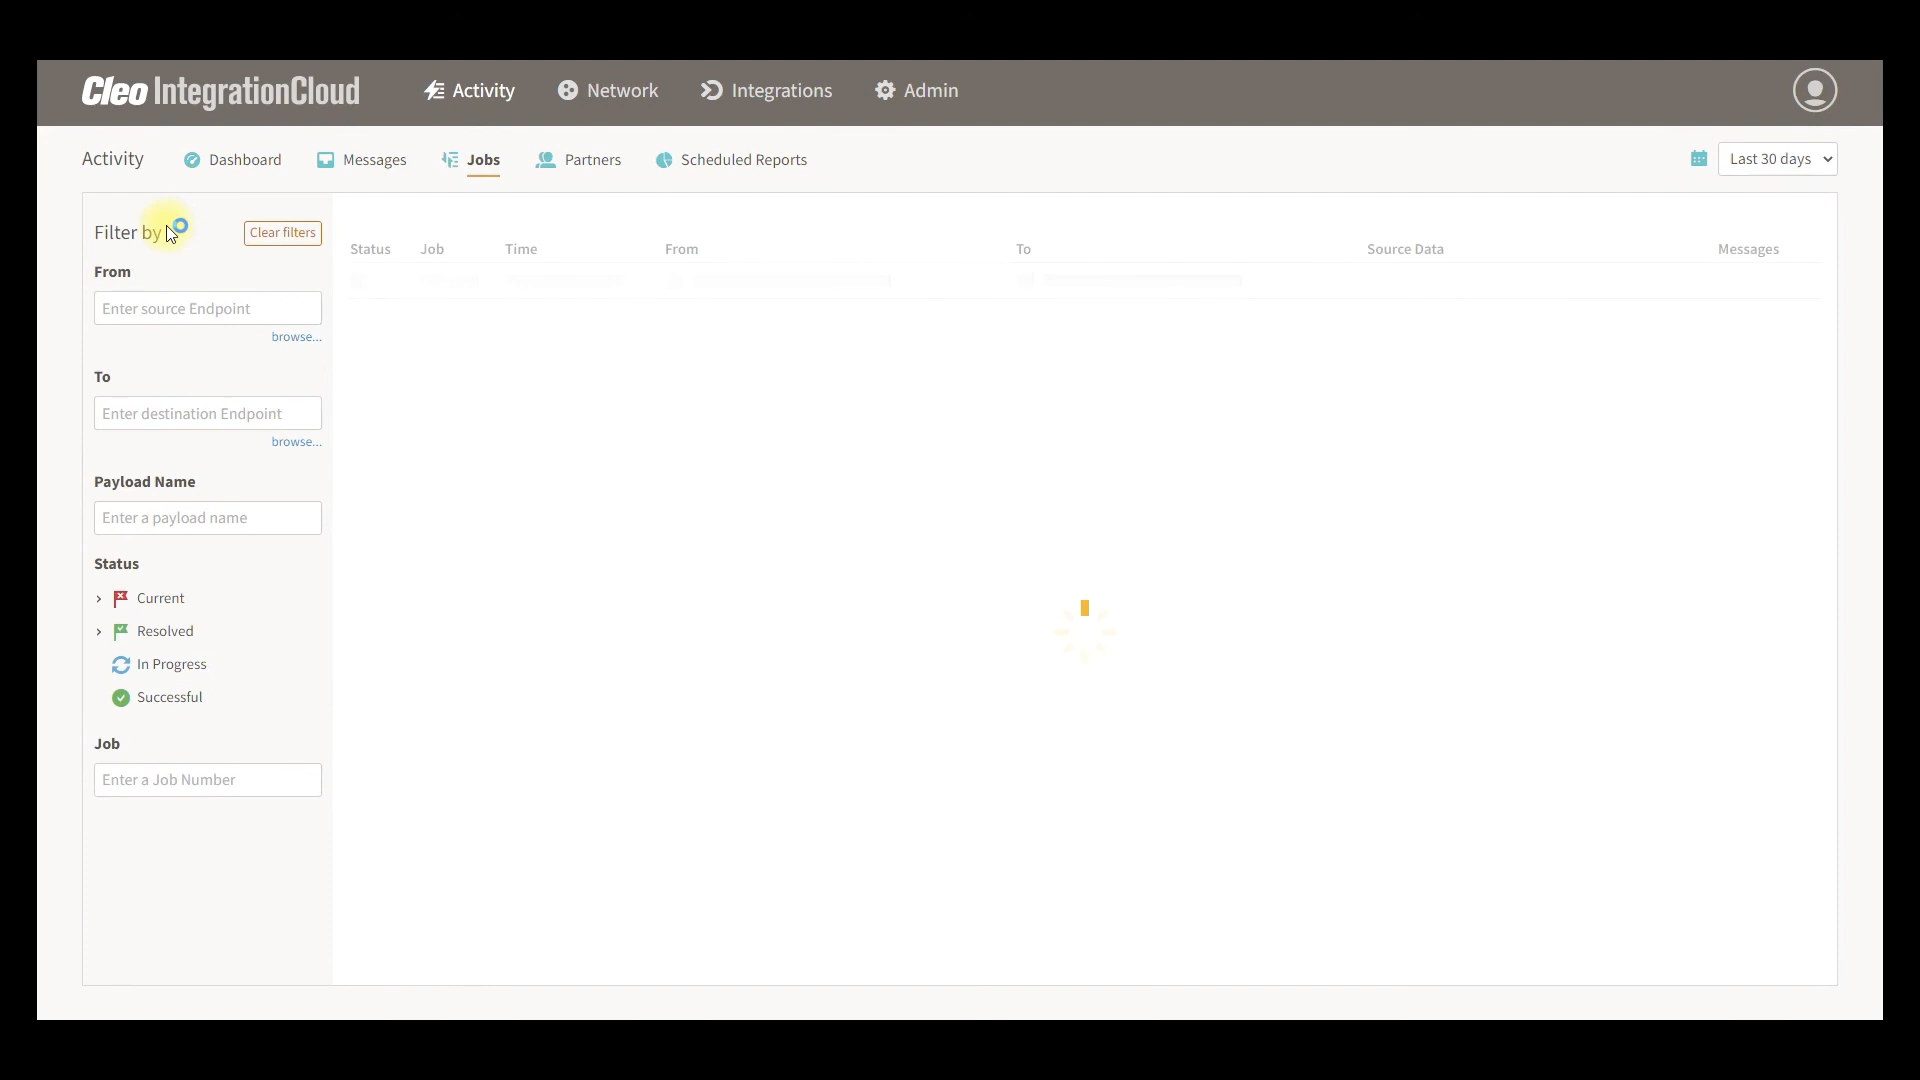 Cleo IntegrationCloud
Activity
Network
Integrations
Admin
Activity
Dashboard
Messages
Jobs
Partners
Scheduled Reports
Last 30 days
Filter by
Clear filters
From
Enter source Endpoint
browse...
To
Enter destination Endpoint
browse...
Payload Name
Enter a payload name
Status
Current
Resolved
In Progress
Successful
Job
Enter a Job Number
Status Job Time From To Source Data Messages